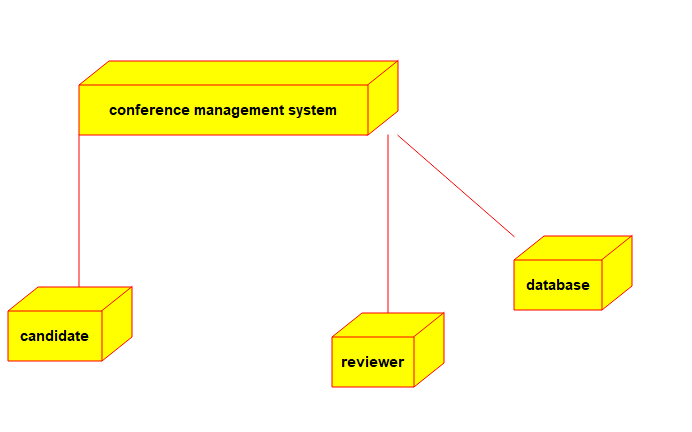 conference management system
database
candidate
reviewer